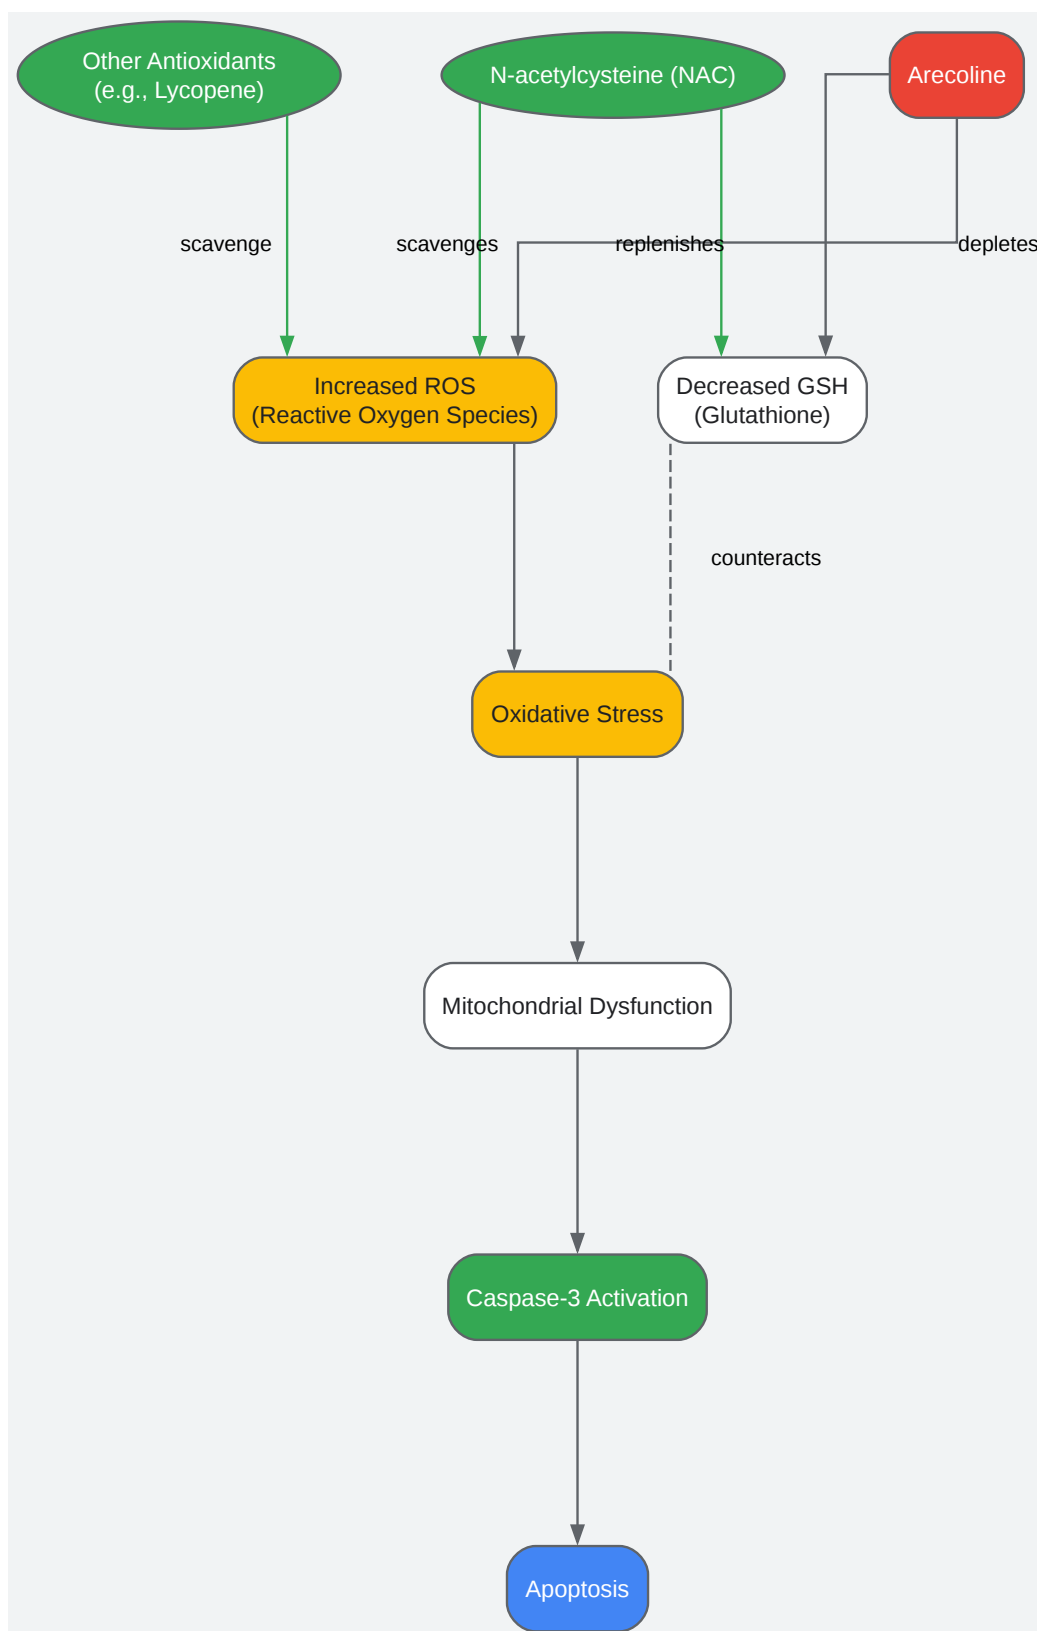 Other Antioxidants
(e.g., Lycopene)
N-acetylcysteine (NAC)
Arecoline
scavenge
scavenges
replenishes
depletes
Increased ROS
(Reactive Oxygen Species)
Decreased GSH
(Glutathione)
counteracts
Oxidative Stress
Mitochondrial Dysfunction
Caspase-3 Activation
Apoptosis